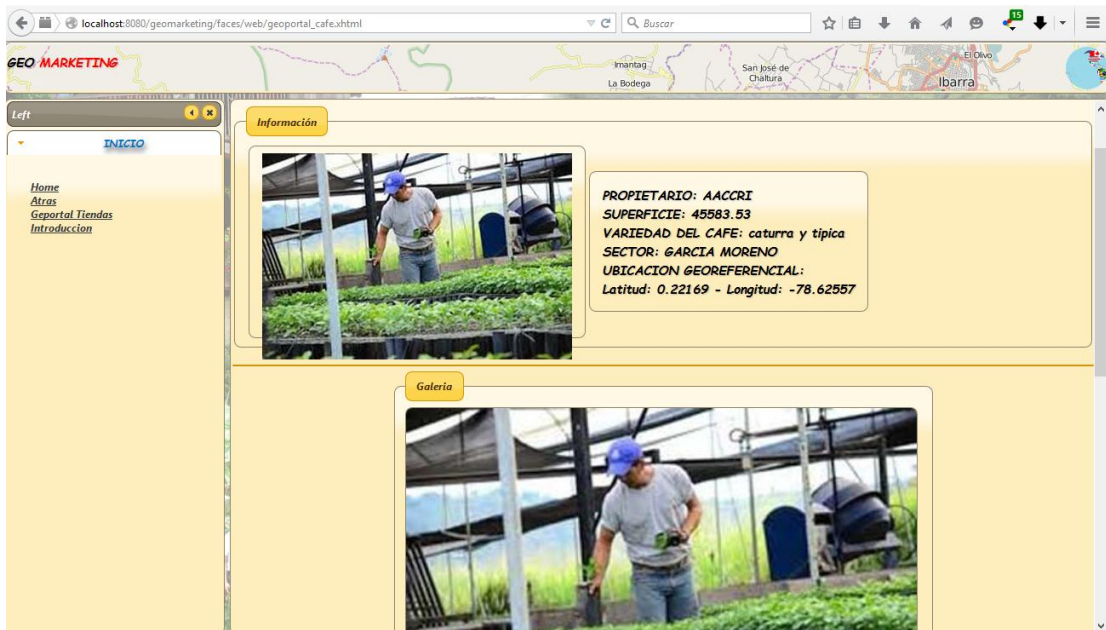 localhost:8080/geomarketing/faces/web/geoportal_cafe.xhtml
Buscar
15
GEO MARKETING
Imantag
La Bodega
San José de
Chaltura
El Olivo
Ibarra
Left
INICIO
Home
Atras
Geportal Tiendas
Introduccion
Información
PROPIETARIO: AACCRI
SUPERFICIE: 45583.53
VARIEDAD DEL CAFE: caturra y tipica
SECTOR: GARCIA MORENO
UBICACION GEOREFERENCIAL:
Latitud: 0.22169 - Longitud: -78.62557
Galeria